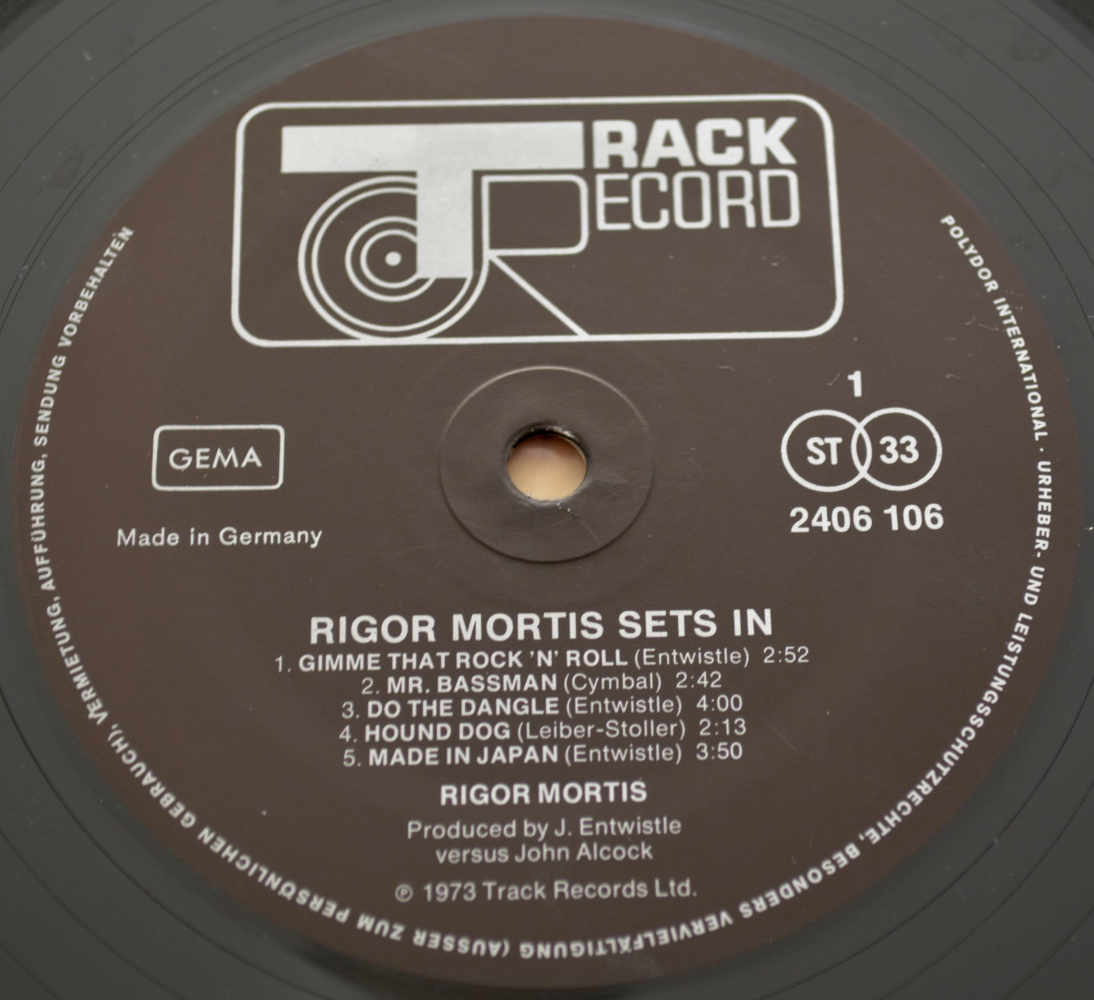 TRACK
RECORD
1
ST 33
2406 106
GEMA
Made in Germany
RIGOR MORTIS SETS IN
1. GIMME THAT ROCK 'N' ROLL (Entwistle) 2:52
2. MR. BASSMAN (Cymbal) 2:42
3. DO THE DANGLE (Entwistle) 4:00
4. HOUND DOG (Leiber-Stoller) 2:13
5. MADE IN JAPAN (Entwistle) 3:50
RIGOR MORTIS
Produced by J. Entwistle
versus John Alcock
℗ 1973 Track Records Ltd.
POLYDOR INTERNATIONAL · URHEBER- UND LEISTUNGSSCHUTZRECHTE, BESONDERS VERVIELFÄLTIGUNG (AUSSER ZUM PERSÖNLICHEN GEBRAUCH), VERMIETUNG, AUFFÜHRUNG, SENDUNG VORBEHALTEN